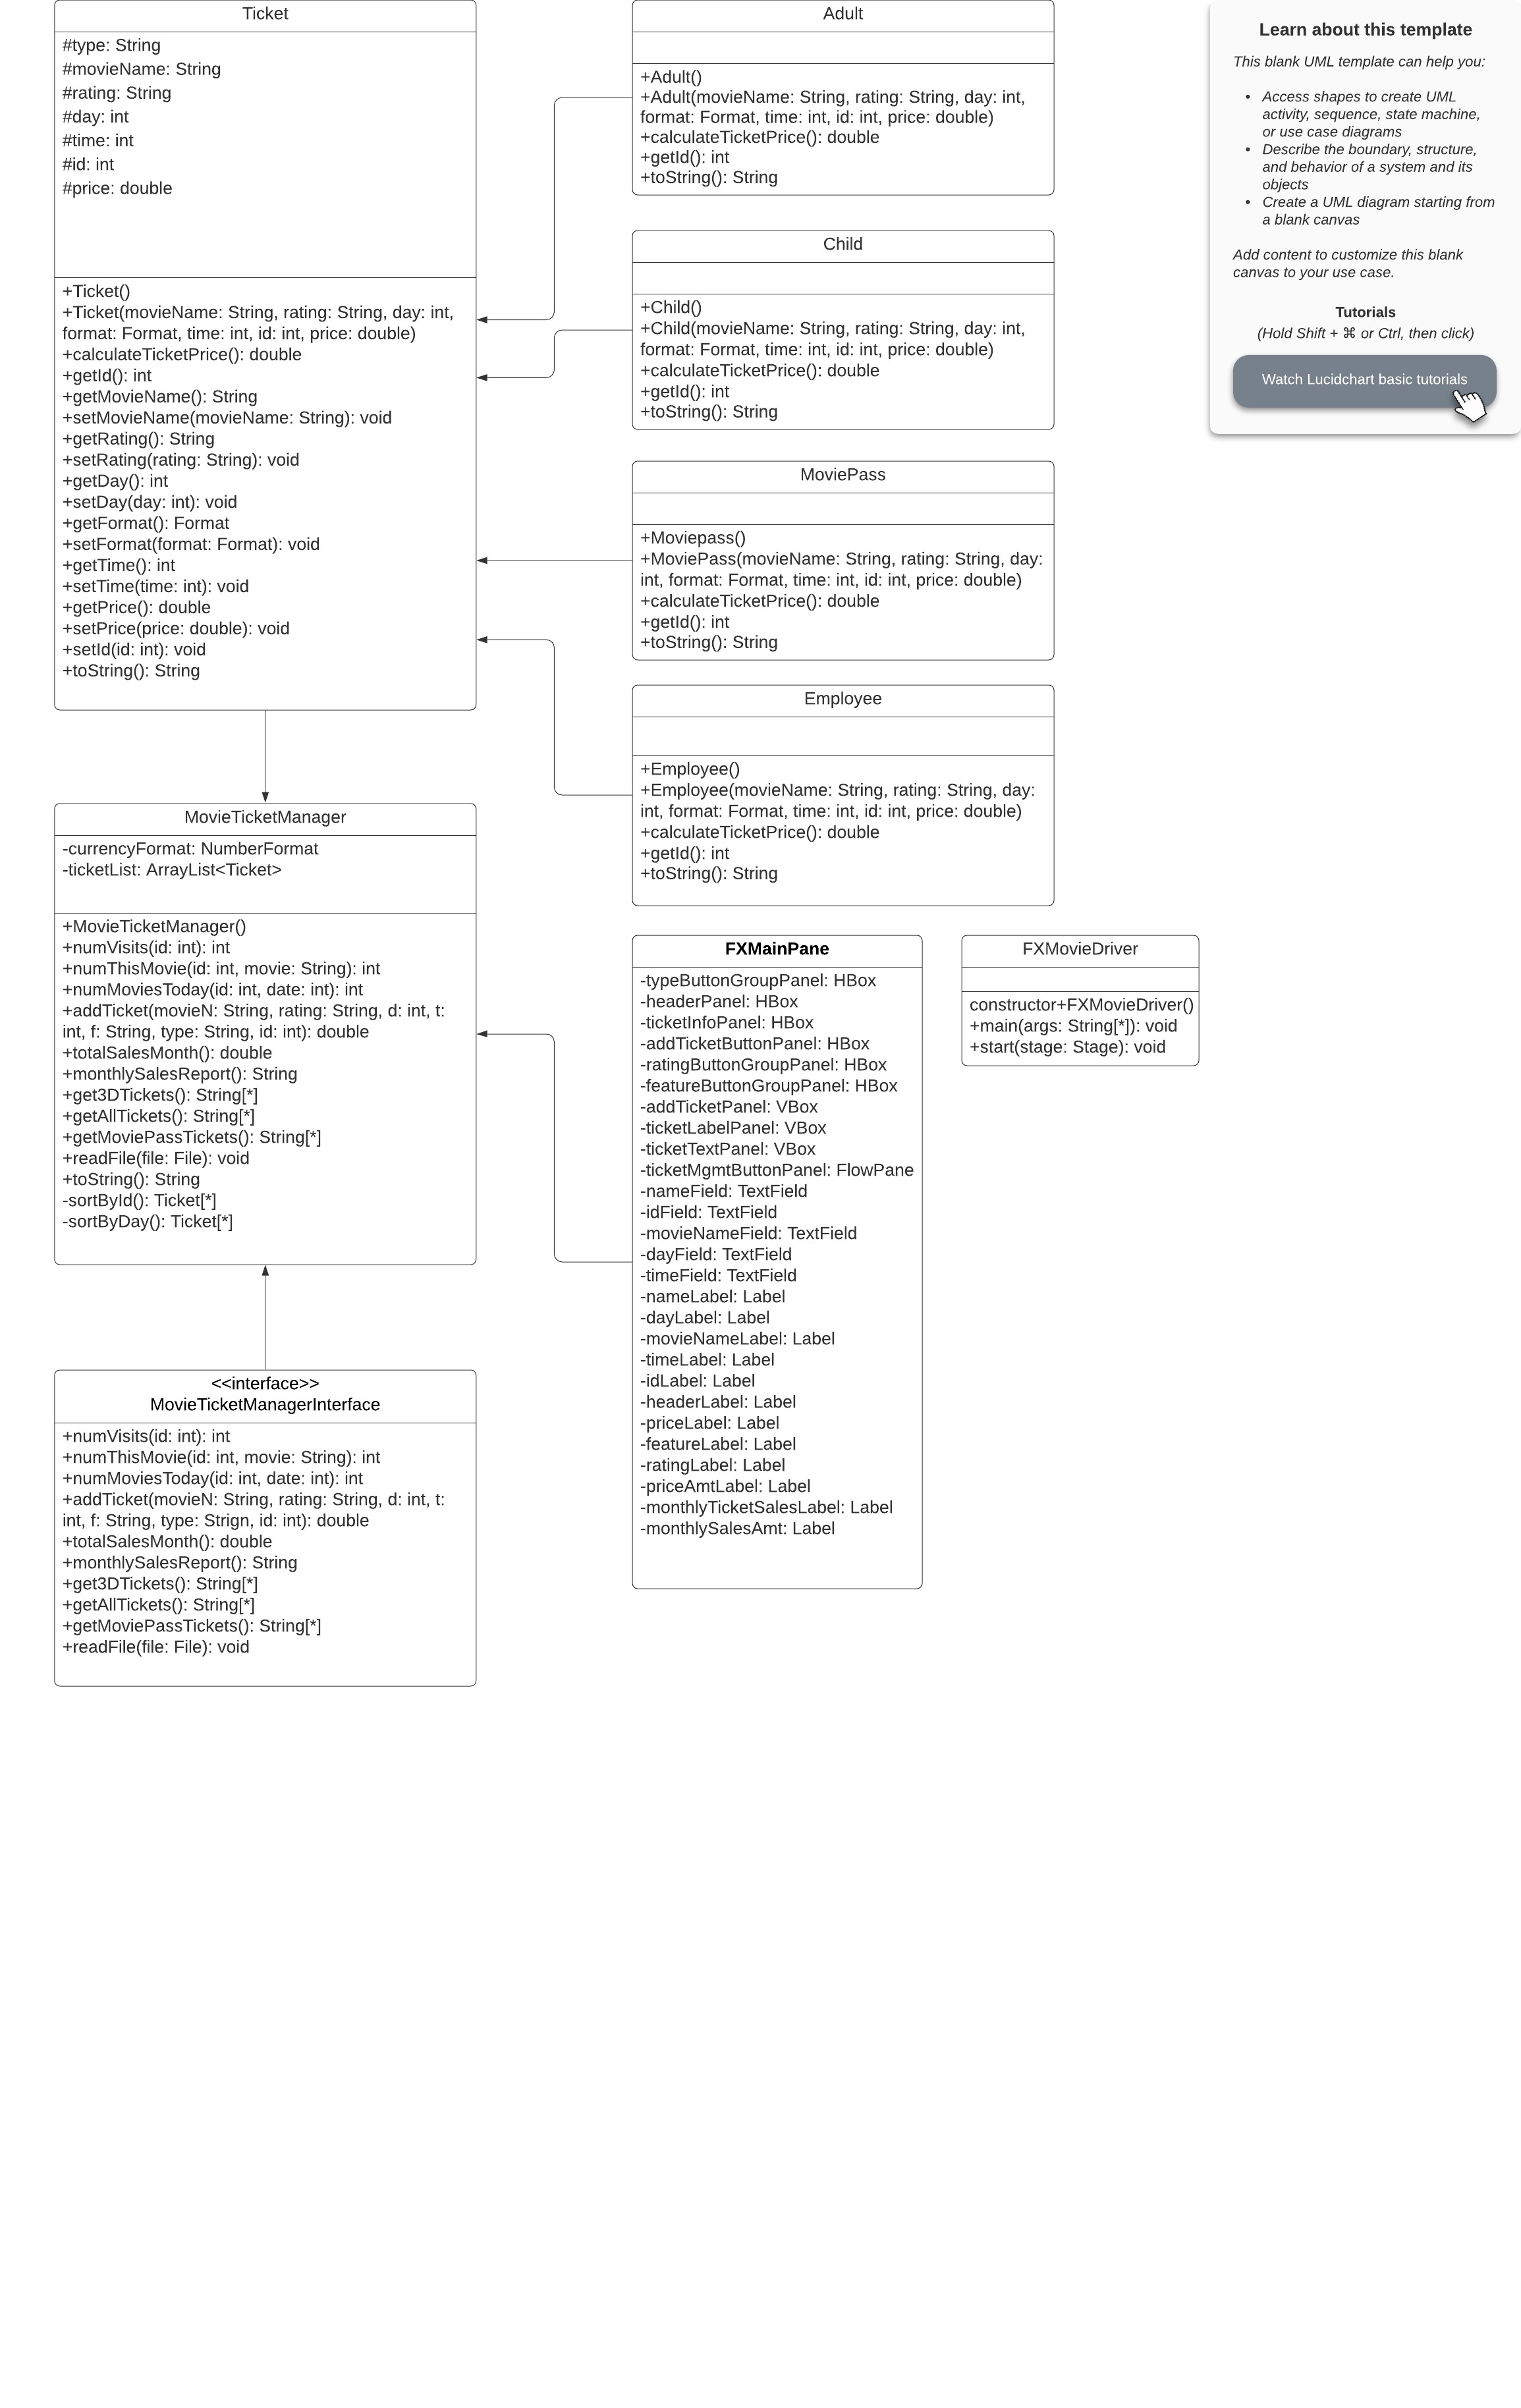 Ticket
#type: String
#movieName: String
#rating: String
#day: int
#time: int
#id: int
#price: double
+Ticket()
+Ticket(movieName: String, rating: String, day: int,
format: Format, time: int, id: int, price: double)
+calculateTicketPrice(): double
+getId(): int
+getMovieName(): String
+setMovieName(movieName: String): void
+getRating(): String
+setRating(rating: String): void
+getDay(): int
+setDay(day: int): void
+getFormat(): Format
+setFormat(format: Format): void
+getTime(): int
+setTime(time: int): void
+getPrice(): double
+setPrice(price: double): void
+setId(id: int): void
+toString(): String
Adult
+Adult()
+Adult(movieName: String, rating: String, day: int,
format: Format, time: int, id: int, price: double)
+calculateTicketPrice(): double
+getId(): int
+toString(): String
Child
+Child()
+Child(movieName: String, rating: String, day: int,
format: Format, time: int, id: int, price: double)
+calculateTicketPrice(): double
+getId(): int
+toString(): String
MoviePass
+Moviepass()
+MoviePass(movieName: String, rating: String, day:
int, format: Format, time: int, id: int, price: double)
+calculateTicketPrice(): double
+getId(): int
+toString(): String
Employee
+Employee()
+Employee(movieName: String, rating: String, day:
int, format: Format, time: int, id: int, price: double)
+calculateTicketPrice(): double
+getId(): int
+toString(): String
Learn about this template
This blank UML template can help you:
• Access shapes to create UML
activity, sequence, state machine,
or use case diagrams
• Describe the boundary, structure,
and behavior of a system and its
objects
• Create a UML diagram starting from
a blank canvas
Add content to customize this blank
canvas to your use case.
Tutorials
(Hold Shift + ⌘ or Ctrl, then click)
Watch Lucidchart basic tutorials
MovieTicketManager
-currencyFormat: NumberFormat
-ticketList: ArrayList<Ticket>
+MovieTicketManager()
+numVisits(id: int): int
+numThisMovie(id: int, movie: String): int
+numMoviesToday(id: int, date: int): int
+addTicket(movieN: String, rating: String, d: int, t:
int, f: String, type: String, id: int): double
+totalSalesMonth(): double
+monthlySalesReport(): String
+get3DTickets(): String[*]
+getAllTickets(): String[*]
+getMoviePassTickets(): String[*]
+readFile(file: File): void
+toString(): String
-sortById(): Ticket[*]
-sortByDay(): Ticket[*]
<<interface>>
MovieTicketManagerInterface
+numVisits(id: int): int
+numThisMovie(id: int, movie: String): int
+numMoviesToday(id: int, date: int): int
+addTicket(movieN: String, rating: String, d: int, t:
int, f: String, type: Strign, id: int): double
+totalSalesMonth(): double
+monthlySalesReport(): String
+get3DTickets(): String[*]
+getAllTickets(): String[*]
+getMoviePassTickets(): String[*]
+readFile(file: File): void
FXMainPane
-typeButtonGroupPanel: HBox
-headerPanel: HBox
-ticketInfoPanel: HBox
-addTicketButtonPanel: HBox
-ratingButtonGroupPanel: HBox
-featureButtonGroupPanel: HBox
-addTicketPanel: VBox
-ticketLabelPanel: VBox
-ticketTextPanel: VBox
-ticketMgmtButtonPanel: FlowPane
-nameField: TextField
-idField: TextField
-movieNameField: TextField
-dayField: TextField
-timeField: TextField
-nameLabel: Label
-dayLabel: Label
-movieNameLabel: Label
-timeLabel: Label
-idLabel: Label
-headerLabel: Label
-priceLabel: Label
-featureLabel: Label
-ratingLabel: Label
-priceAmtLabel: Label
-monthlyTicketSalesLabel: Label
-monthlySalesAmt: Label
FXMovieDriver
constructor+FXMovieDriver()
+main(args: String[*]): void
+start(stage: Stage): void